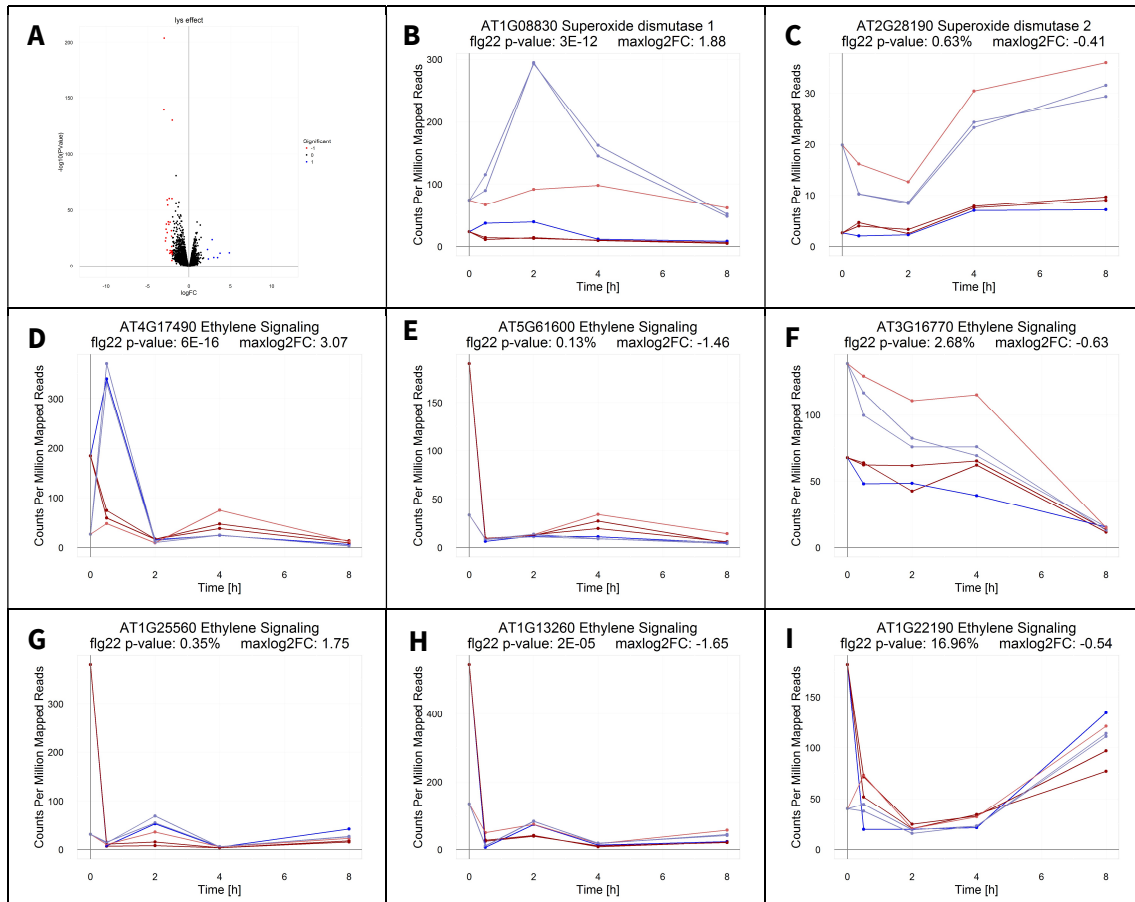 A
lys effect
200
150
100
50
0
-log10(PValue)
-10
-5
0
5
10
logFC
Significant
-1
0
1
B
AT1G08830 Superoxide dismutase 1
flg22 p-value: 3E-12 maxlog2FC: 1.88
Counts Per Million Mapped Reads
300
200
100
0
0
2
4
6
8
Time [h]
C
AT2G28190 Superoxide dismutase 2
flg22 p-value: 0.63% maxlog2FC: -0.41
Counts Per Million Mapped Reads
30
20
10
0
0
2
4
6
8
Time [h]
D
AT4G17490 Ethylene Signaling
flg22 p-value: 6E-16 maxlog2FC: 3.07
Counts Per Million Mapped Reads
300
200
100
0
0
2
4
6
8
Time [h]
E
AT5G61600 Ethylene Signaling
flg22 p-value: 0.13% maxlog2FC: -1.46
Counts Per Million Mapped Reads
150
100
50
0
0
2
4
6
8
Time [h]
F
AT3G16770 Ethylene Signaling
flg22 p-value: 2.68% maxlog2FC: -0.63
Counts Per Million Mapped Reads
100
50
0
0
2
4
6
8
Time [h]
G
AT1G25560 Ethylene Signaling
flg22 p-value: 0.35% maxlog2FC: 1.75
Counts Per Million Mapped Reads
300
200
100
0
0
2
4
6
8
Time [h]
H
AT1G13260 Ethylene Signaling
flg22 p-value: 2E-05 maxlog2FC: -1.65
Counts Per Million Mapped Reads
400
200
0
0
2
4
6
8
Time [h]
I
AT1G22190 Ethylene Signaling
flg22 p-value: 16.96% maxlog2FC: -0.54
Counts Per Million Mapped Reads
150
100
50
0
0
2
4
6
8
Time [h]